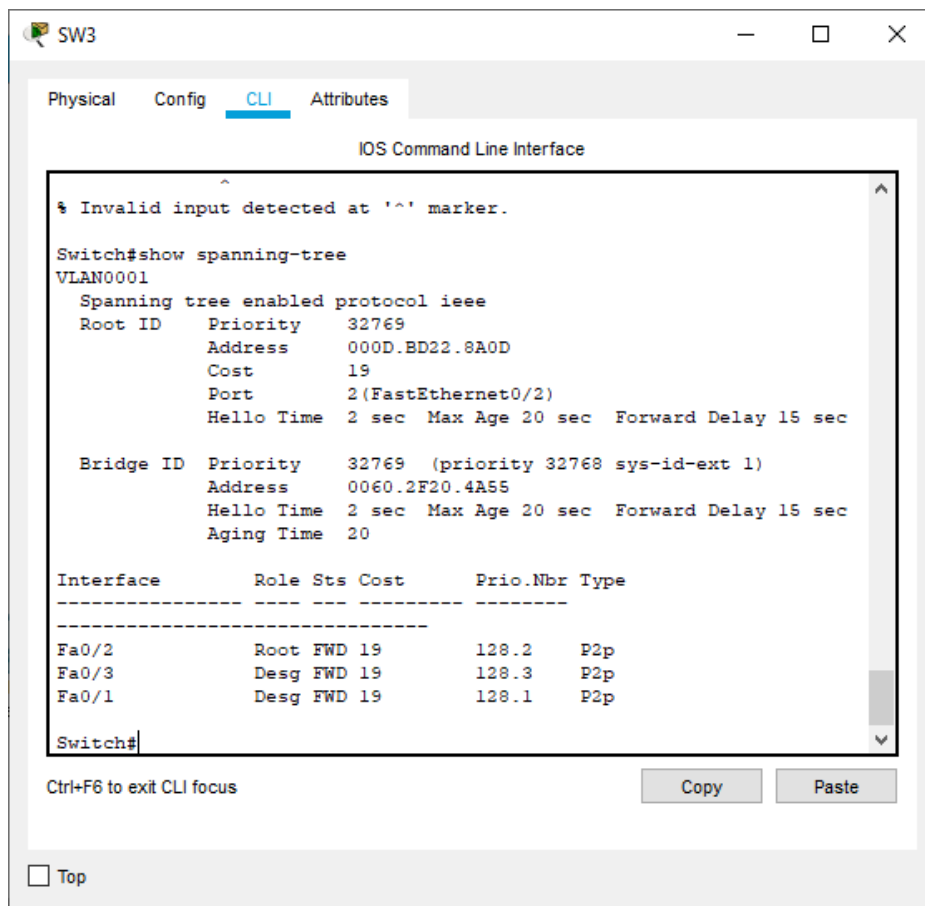 SW3
Physical Config CLI Attributes
IOS Command Line Interface
^
% Invalid input detected at '^' marker.
Switch#show spanning-tree
VLAN0001
Spanning tree enabled protocol ieee
Root ID Priority 32769
Address 000D.BD22.8A0D
Cost 19
Port 2(FastEthernet0/2)
Hello Time 2 sec Max Age 20 sec Forward Delay 15 sec
Bridge ID Priority 32769 (priority 32768 sys-id-ext 1)
Address 0060.2F20.4A55
Hello Time 2 sec Max Age 20 sec Forward Delay 15 sec
Aging Time 20
Interface Role Sts Cost Prio.Nbr Type
---------------- ---- --- --------- --------
--------------------------------
Fa0/2 Root FWD 19 128.2 P2p
Fa0/3 Desg FWD 19 128.3 P2p
Fa0/1 Desg FWD 19 128.1 P2p
Switch#
Ctrl+F6 to exit CLI focus
Copy Paste
Top